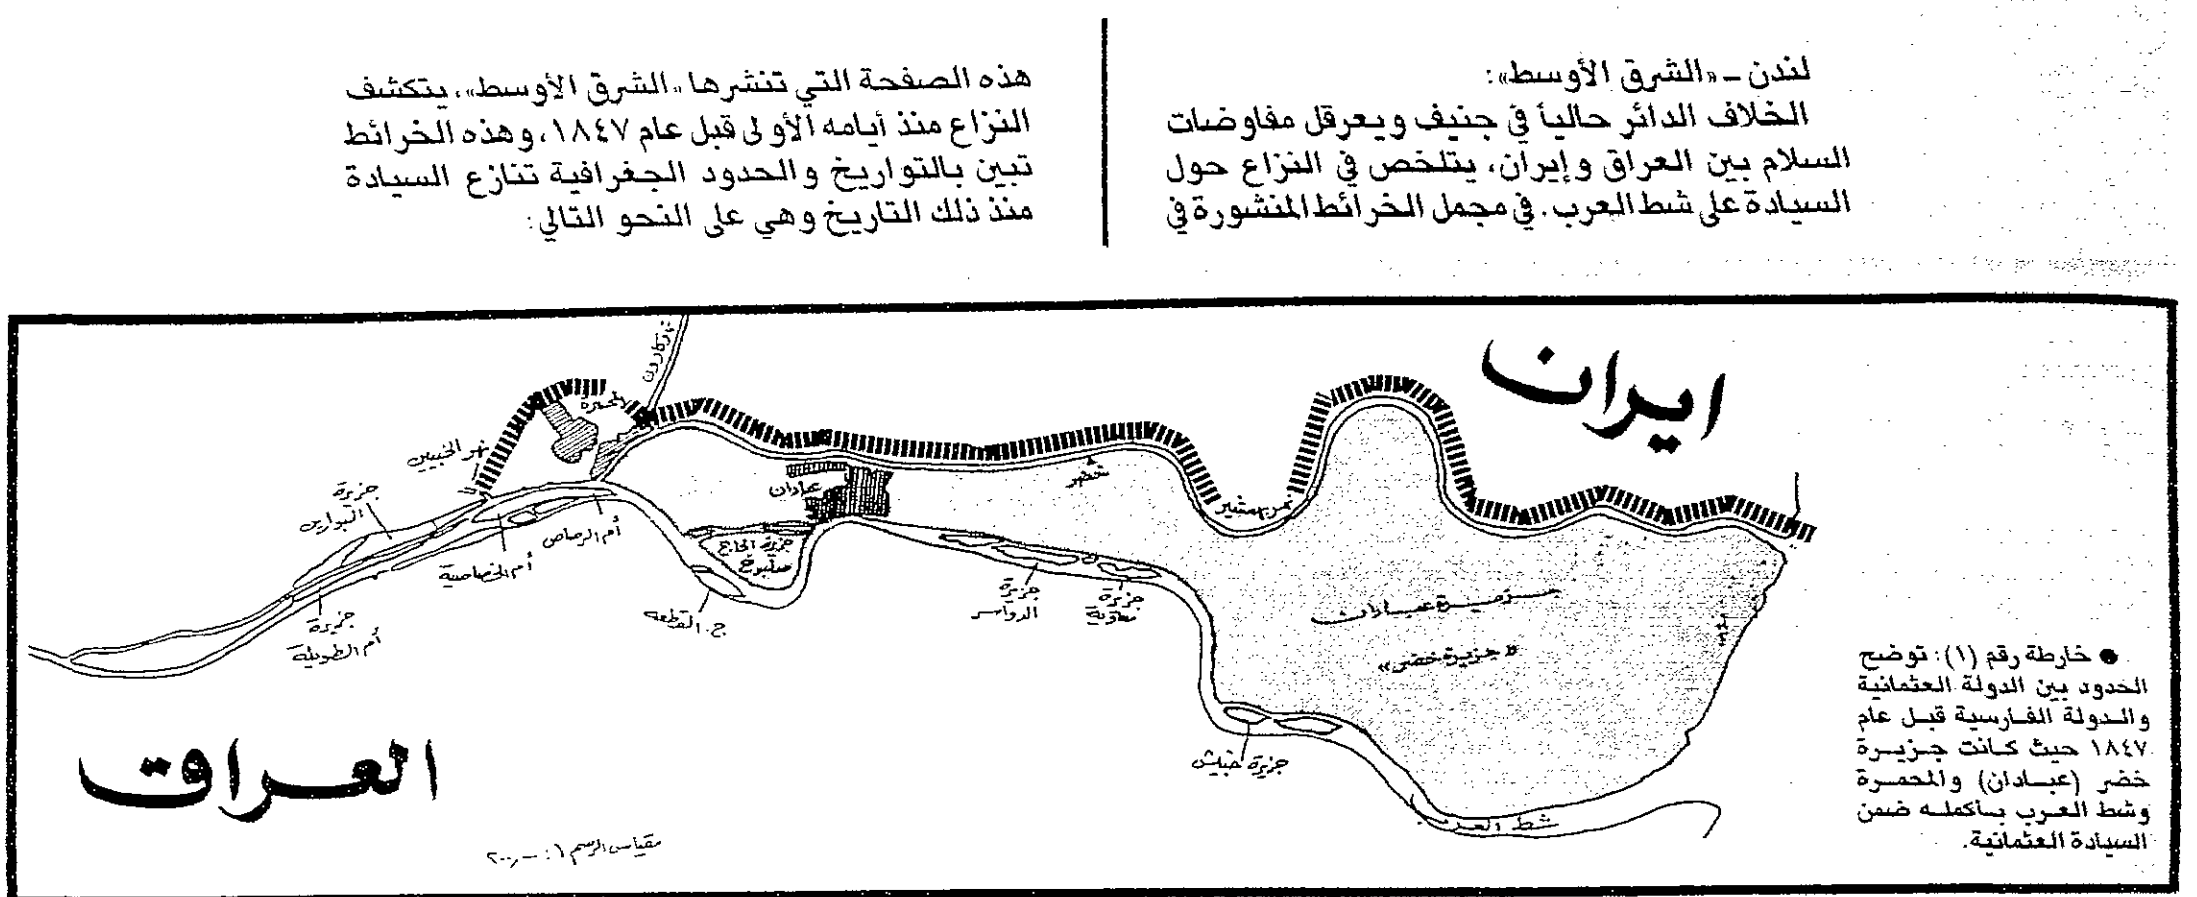 لندن ـ «الشرق الأوسط»:
الخلاف الدائر حالياً في جنيف ويعرقل مفاوضات
السلام بين العراق وإيران، يتلخص في النزاع حول
السيادة على شط العرب. في مجمل الخرائط المنشورة في
هذه الصفحة التي تنشرها «الشرق الأوسط»، يتكشف
النزاع منذ أيامه الأولى قبل عام ١٨٤٧، وهذه الخرائط
تبين بالتواريخ والحدود الجغرافية تنازع السيادة
منذ ذلك التاريخ وهي على النحو التالي:
ايران
نهر كارون
المحمرة
نهر الخيين
جزيرة
البوارين
أم الرصاص
أم الخصاصيف
جزيرة
أم الطويلة
عبادان
جزيرة الحاج
صلبوخ
ج. القطعه
خضر
نهر بهمشير
جزيرة
الدواسر
جزيرة
معاوية
جزيرة عبادان
«جزيرة خضر»
جزيرة
شط العرب
العراق
مقياس الرسم
● خارطة رقم (١): توضح
الحدود بين الدولة العثمانية
والدولة الفارسية قبل عام
١٨٤٧ حيث كانت جزيرة
خضر (عبادان) والمحمرة
وشط العرب بأكمله ضمن
السيادة العثمانية.